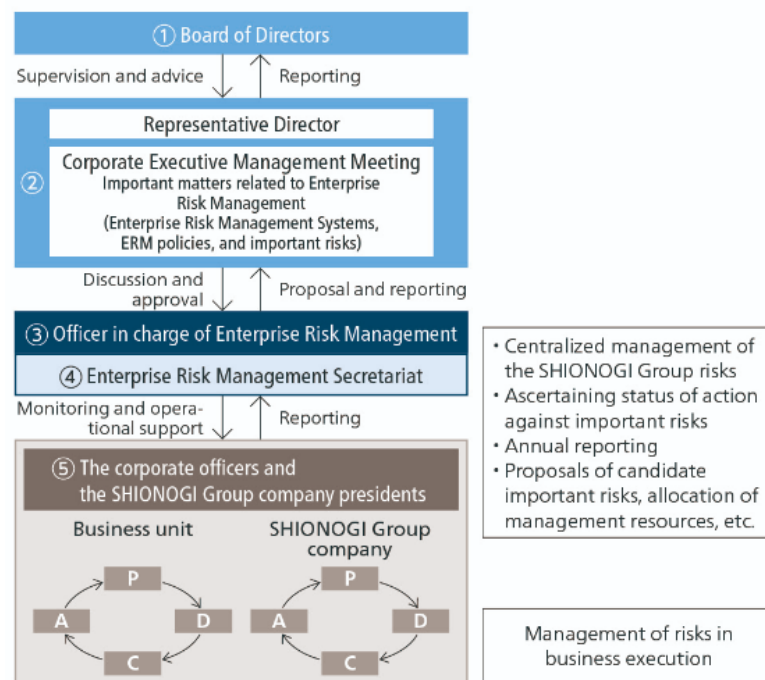 ① Board of Directors
Supervision and advice
Reporting
Representative Director
②
Corporate Executive Management Meeting
Important matters related to Enterprise
Risk Management
(Enterprise Risk Management Systems,
ERM policies, and important risks)
Discussion and
approval
Proposal and reporting
③ Officer in charge of Enterprise Risk Management
④ Enterprise Risk Management Secretariat
• Centralized management of
the SHIONOGI Group risks
• Ascertaining status of action
against important risks
• Annual reporting
• Proposals of candidate
important risks, allocation of
management resources, etc.
Monitoring and opera-
tional support
Reporting
⑤ The corporate officers and
the SHIONOGI Group company presidents
Business unit
P
A
D
C
SHIONOGI Group
company
P
A
D
C
Management of risks in
business execution